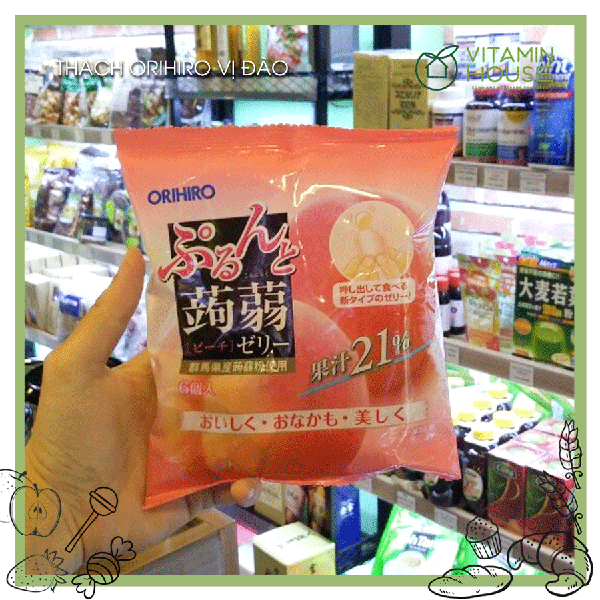 THẠCH ORIHIRO VỊ ĐÀO
VITAMIN
HOUSE
ORIHIRO
ぷるんと
蒟蒻
[ピーチ]ゼリー
群馬県産蒟蒻粉使用
6個入
押し出して食べる
新タイプのゼリー!
果汁21%
おいしく・おなかも・美しく
大麦若葉